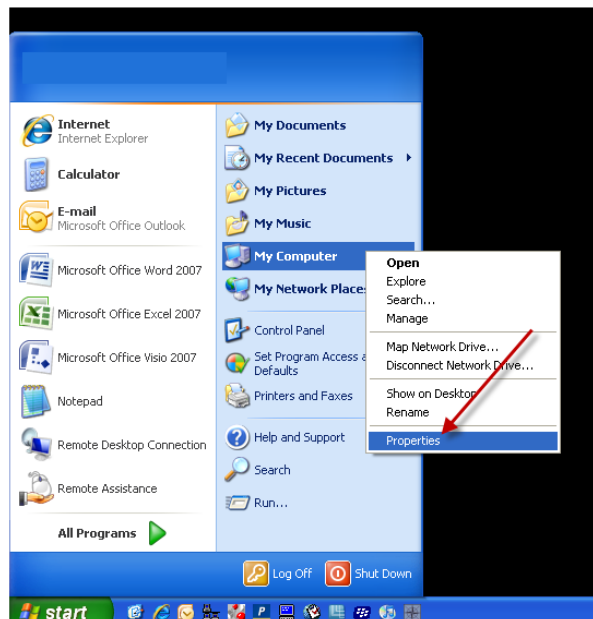 Internet
Internet Explorer
Calculator
E-mail
Microsoft Office Outlook
Microsoft Office Word 2007
Microsoft Office Excel 2007
Microsoft Office Visio 2007
Notepad
Remote Desktop Connection
Remote Assistance
All Programs
My Documents
My Recent Documents
My Pictures
My Music
My Computer
My Network Places
Control Panel
Set Program Access a
Defaults
Printers and Faxes
Help and Support
Search
Run...
Open
Explore
Search...
Manage
Map Network Drive...
Disconnect Network Drive...
Show on Desktop
Rename
Properties
Log Off
Shut Down
start